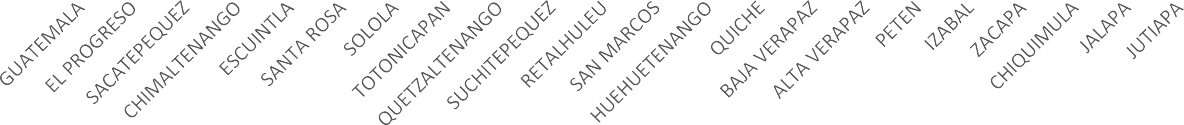 GUATEMALA
EL PROGRESO
SACATEPEQUEZ
CHIMALTENANGO
ESCUINTLA
SANTA ROSA
SOLOLA
TOTONICAPAN
QUETZALTENANGO
SUCHITEPEQUEZ
RETALHULEU
SAN MARCOS
HUEHUETENANGO
QUICHE
BAJA VERAPAZ
ALTA VERAPAZ
PETEN
IZABAL
ZACAPA
CHIQUIMULA
JALAPA
JUTIAPA